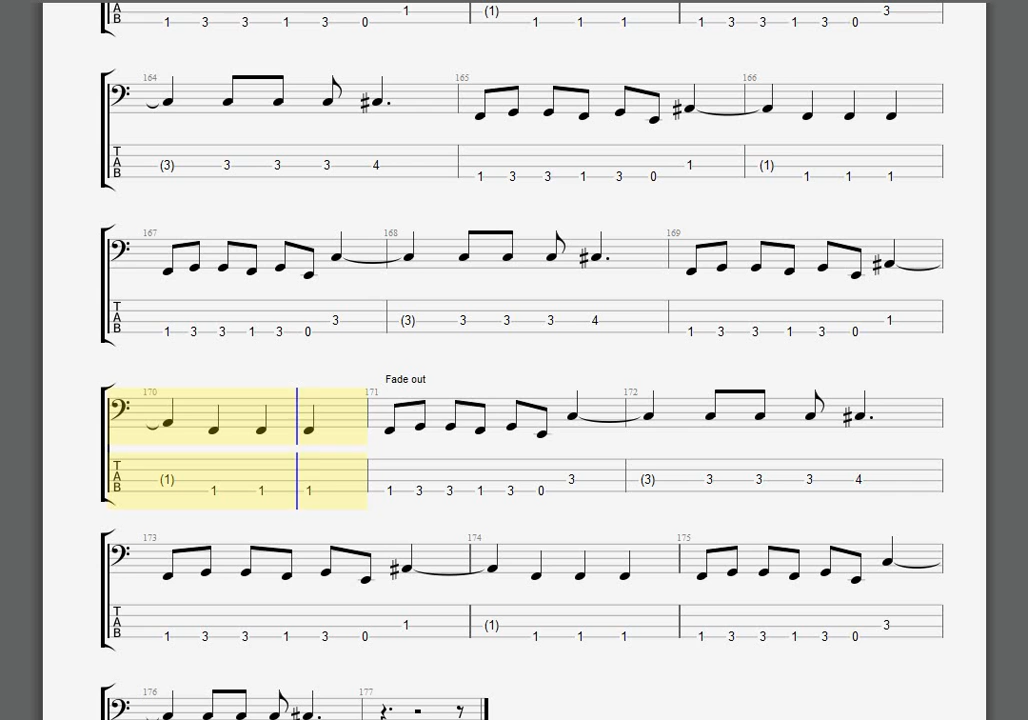 A
B 1 3 3 1 3 0 1 (1) 1 1 1 1 3 3 1 3 0 3
164 165 166
T
A (3) 3 3 3 4 1 (1)
B 1 3 3 1 3 0 1 1 1
167 168 169
T
A 3 (3) 3 3 3 4 1
B 1 3 3 1 3 0 1 3 3 1 3 0
Fade out
170 171 172
T
A (1) 3 (3) 3 3 3 4
B 1 1 1 1 3 3 1 3 0
173 174 175
T
A 1 (1) 3
B 1 3 3 1 3 0 1 1 1 1 3 3 1 3 0
176 177